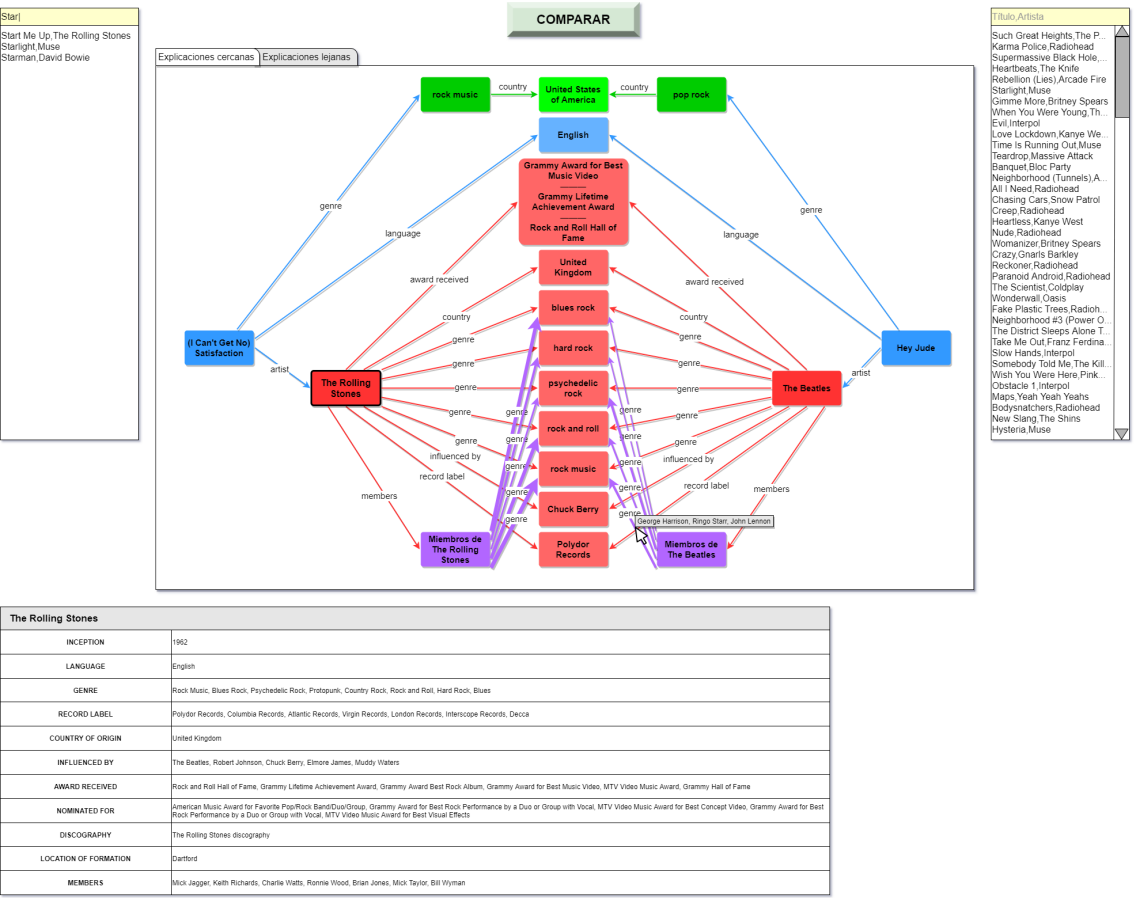 Star|
Start Me Up,The Rolling Stones
Starlight,Muse
Starman,David Bowie
COMPARAR
Explicaciones cercanas
Explicaciones lejanas
rock music
country
United States
of America
country
pop rock
English
Grammy Award for Best
Music Video
Grammy Lifetime
Achievement Award
Rock and Roll Hall of
Fame
genre
genre
language
language
award received
award received
United
Kingdom
country
country
blues rock
genre
genre
(I Can't Get No)
Satisfaction
hard rock
Hey Jude
genre
genre
artist
artist
The Rolling
Stones
genre
psychedelic
rock
genre
The Beatles
genre
genre
genre
genre
rock and roll
genre
genre
genre
genre
genre
influenced by
influenced by
genre
rock music
genre
record label
record label
members
members
genre
genre
Chuck Berry
genre
George Harrison, Ringo Starr, John Lennon
Miembros de
The Rolling
Stones
Polydor
Records
Miembros de
The Beatles
Título,Artista
Such Great Heights,The P...
Karma Police,Radiohead
Supermassive Black Hole,...
Heartbeats,The Knife
Rebellion (Lies),Arcade Fire
Starlight,Muse
Gimme More,Britney Spears
When You Were Young,Th...
Evil,Interpol
Love Lockdown,Kanye We...
Time Is Running Out,Muse
Teardrop,Massive Attack
Banquet,Bloc Party
Neighborhood (Tunnels),A...
All I Need,Radiohead
Chasing Cars,Snow Patrol
Creep,Radiohead
Heartless,Kanye West
Nude,Radiohead
Womanizer,Britney Spears
Crazy,Gnarls Barkley
Reckoner,Radiohead
Paranoid Android,Radiohead
The Scientist,Coldplay
Wonderwall,Oasis
Fake Plastic Trees,Radioh...
Neighborhood #3 (Power O...
The District Sleeps Alone T...
Take Me Out,Franz Ferdina...
Slow Hands,Interpol
Somebody Told Me,The Kill...
Wish You Were Here,Pink...
Obstacle 1,Interpol
Maps,Yeah Yeah Yeahs
Bodysnatchers,Radiohead
New Slang,The Shins
Hysteria,Muse
The Rolling Stones
INCEPTION 1962
LANGUAGE English
GENRE Rock Music, Blues Rock, Psychedelic Rock, Protopunk, Country Rock, Rock and Roll, Hard Rock, Blues
RECORD LABEL Polydor Records, Columbia Records, Atlantic Records, Virgin Records, London Records, Interscope Records, Decca
COUNTRY OF ORIGIN United Kingdom
INFLUENCED BY The Beatles, Robert Johnson, Chuck Berry, Elmore James, Muddy Waters
AWARD RECEIVED Rock and Roll Hall of Fame, Grammy Lifetime Achievement Award, Grammy Award Best Rock Album, Grammy Award for Best Music Video, MTV Video Music Award, Grammy Hall of Fame
NOMINATED FOR American Music Award for Favorite Pop/Rock Band/Duo/Group, Grammy Award for Best Rock Performance by a Duo or Group with Vocal, MTV Video Music Award for Best Concept Video, Grammy Award for Best
Rock Performance by a Duo or Group with Vocal, MTV Video Music Award for Best Visual Effects
DISCOGRAPHY The Rolling Stones discography
LOCATION OF FORMATION Dartford
MEMBERS Mick Jagger, Keith Richards, Charlie Watts, Ronnie Wood, Brian Jones, Mick Taylor, Bill Wyman